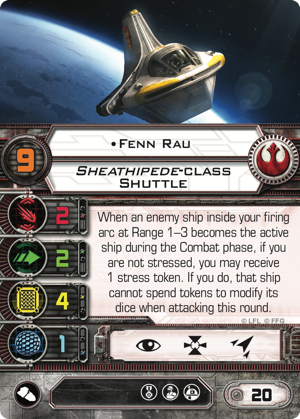 •Fenn Rau
9
Sheathipede-class
Shuttle
2
2
4
1
When an enemy ship inside your firing
arc at Range 1–3 becomes the active
ship during the Combat phase, if you
are not stressed, you may receive
1 stress token. If you do, that ship
cannot spend tokens to modify its
dice when attacking this round.
© LFL © FFG
20